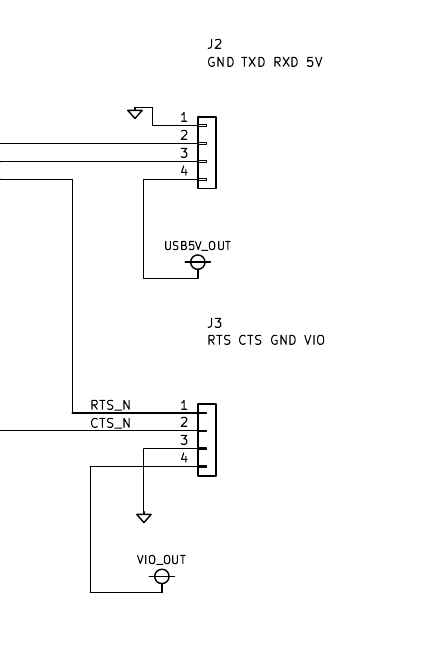 J2
GND TXD RXD 5V
1
2
3
4
USB5V_OUT
J3
RTS CTS GND VIO
RTS_N 1
CTS_N 2
3
4
VIO_OUT